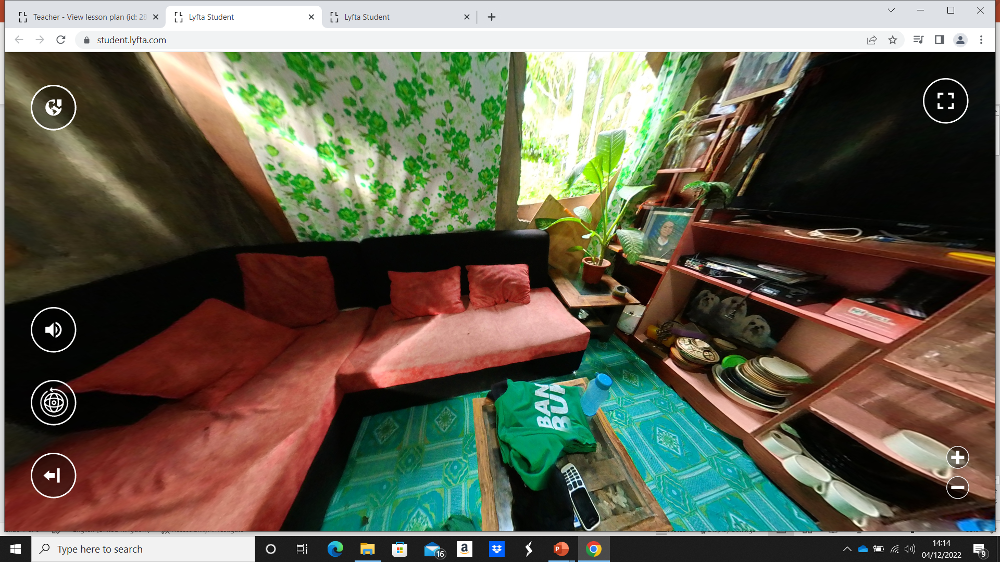 Teacher - View lesson plan (id: 28
Lyfta Student
Lyfta Student
student.lyfta.com
BAN
BU
Type here to search
16
14:14
04/12/2022
9